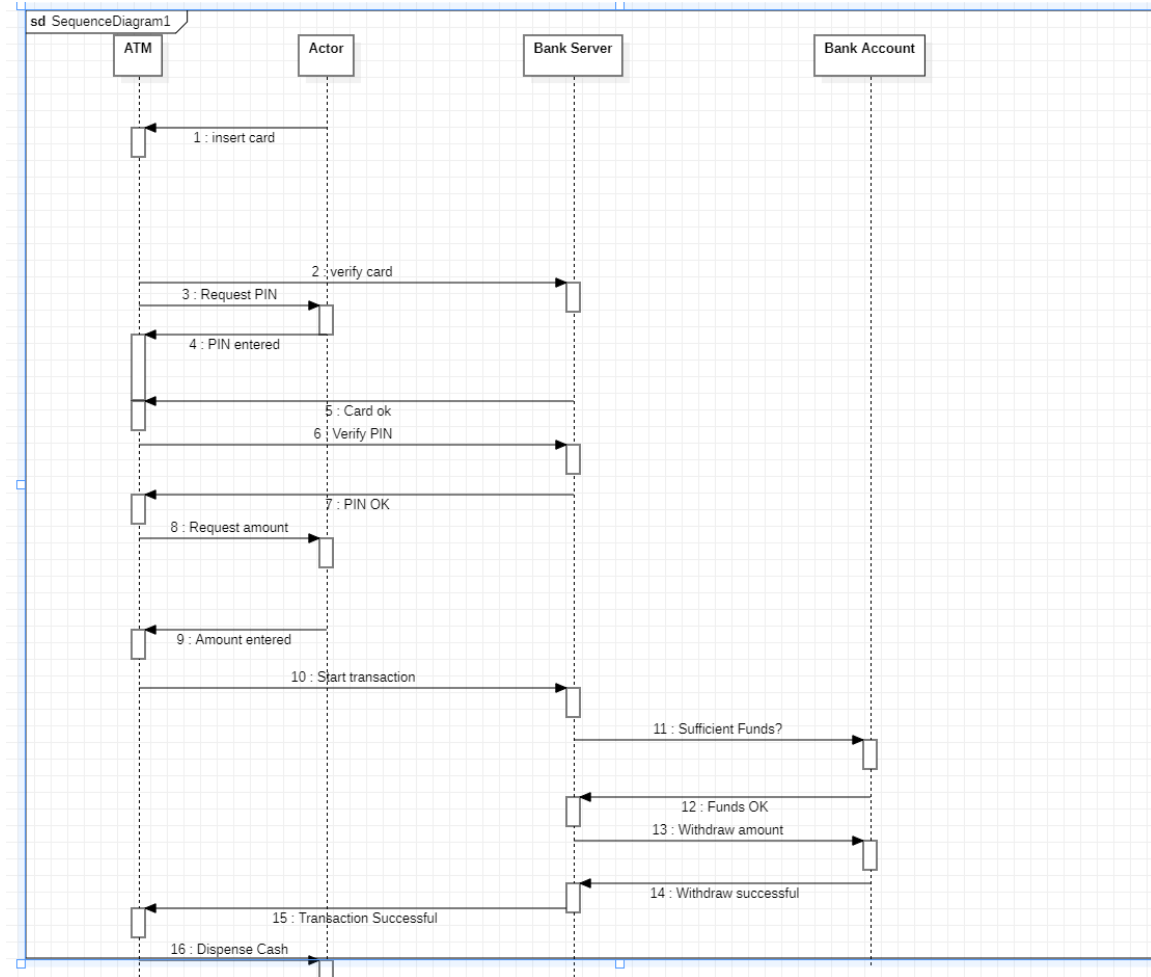 sd SequenceDiagram1
ATM
Actor
Bank Server
Bank Account
1 : insert card
2 : verify card
3 : Request PIN
4 : PIN entered
5 : Card ok
6 : Verify PIN
7 : PIN OK
8 : Request amount
9 : Amount entered
10 : Start transaction
11 : Sufficient Funds?
12 : Funds OK
13 : Withdraw amount
14 : Withdraw successful
15 : Transaction Successful
16 : Dispense Cash